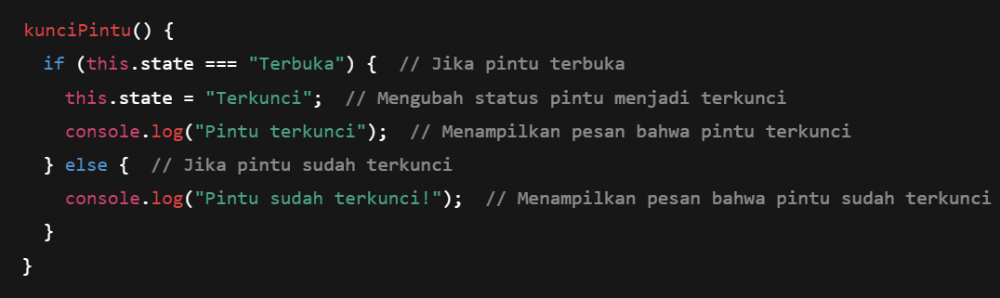 kunciPintu() {
  if (this.state === "Terbuka") {  // Jika pintu terbuka
    this.state = "Terkunci";  // Mengubah status pintu menjadi terkunci
    console.log("Pintu terkunci");  // Menampilkan pesan bahwa pintu terkunci
  } else {  // Jika pintu sudah terkunci
    console.log("Pintu sudah terkunci!");  // Menampilkan pesan bahwa pintu sudah terkunci
  }
}